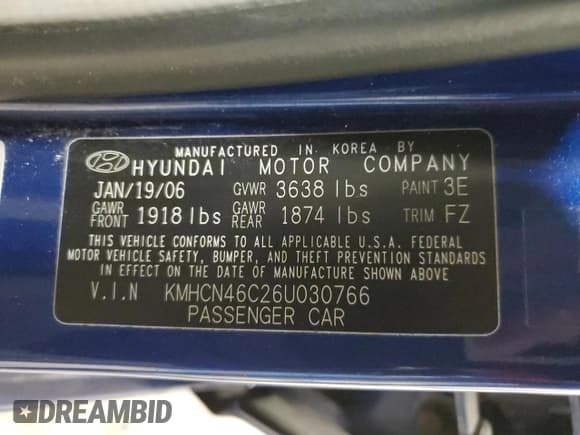 MANUFACTURED IN KOREA BY
HYUNDAI MOTOR COMPANY
JAN/19/06 GVWR 3638 lbs PAINT 3E
GAWR FRONT 1918 lbs GAWR REAR 1874 lbs TRIM FZ
THIS VEHICLE CONFORMS TO ALL APPLICABLE U.S.A. FEDERAL
MOTOR VEHICLE SAFETY, BUMPER, AND THEFT PREVENTION STANDARDS
IN EFFECT ON THE DATE OF MANUFACTURE SHOWN ABOVE
V.I.N KMHCN46C26U030766
PASSENGER CAR
DREAMBID